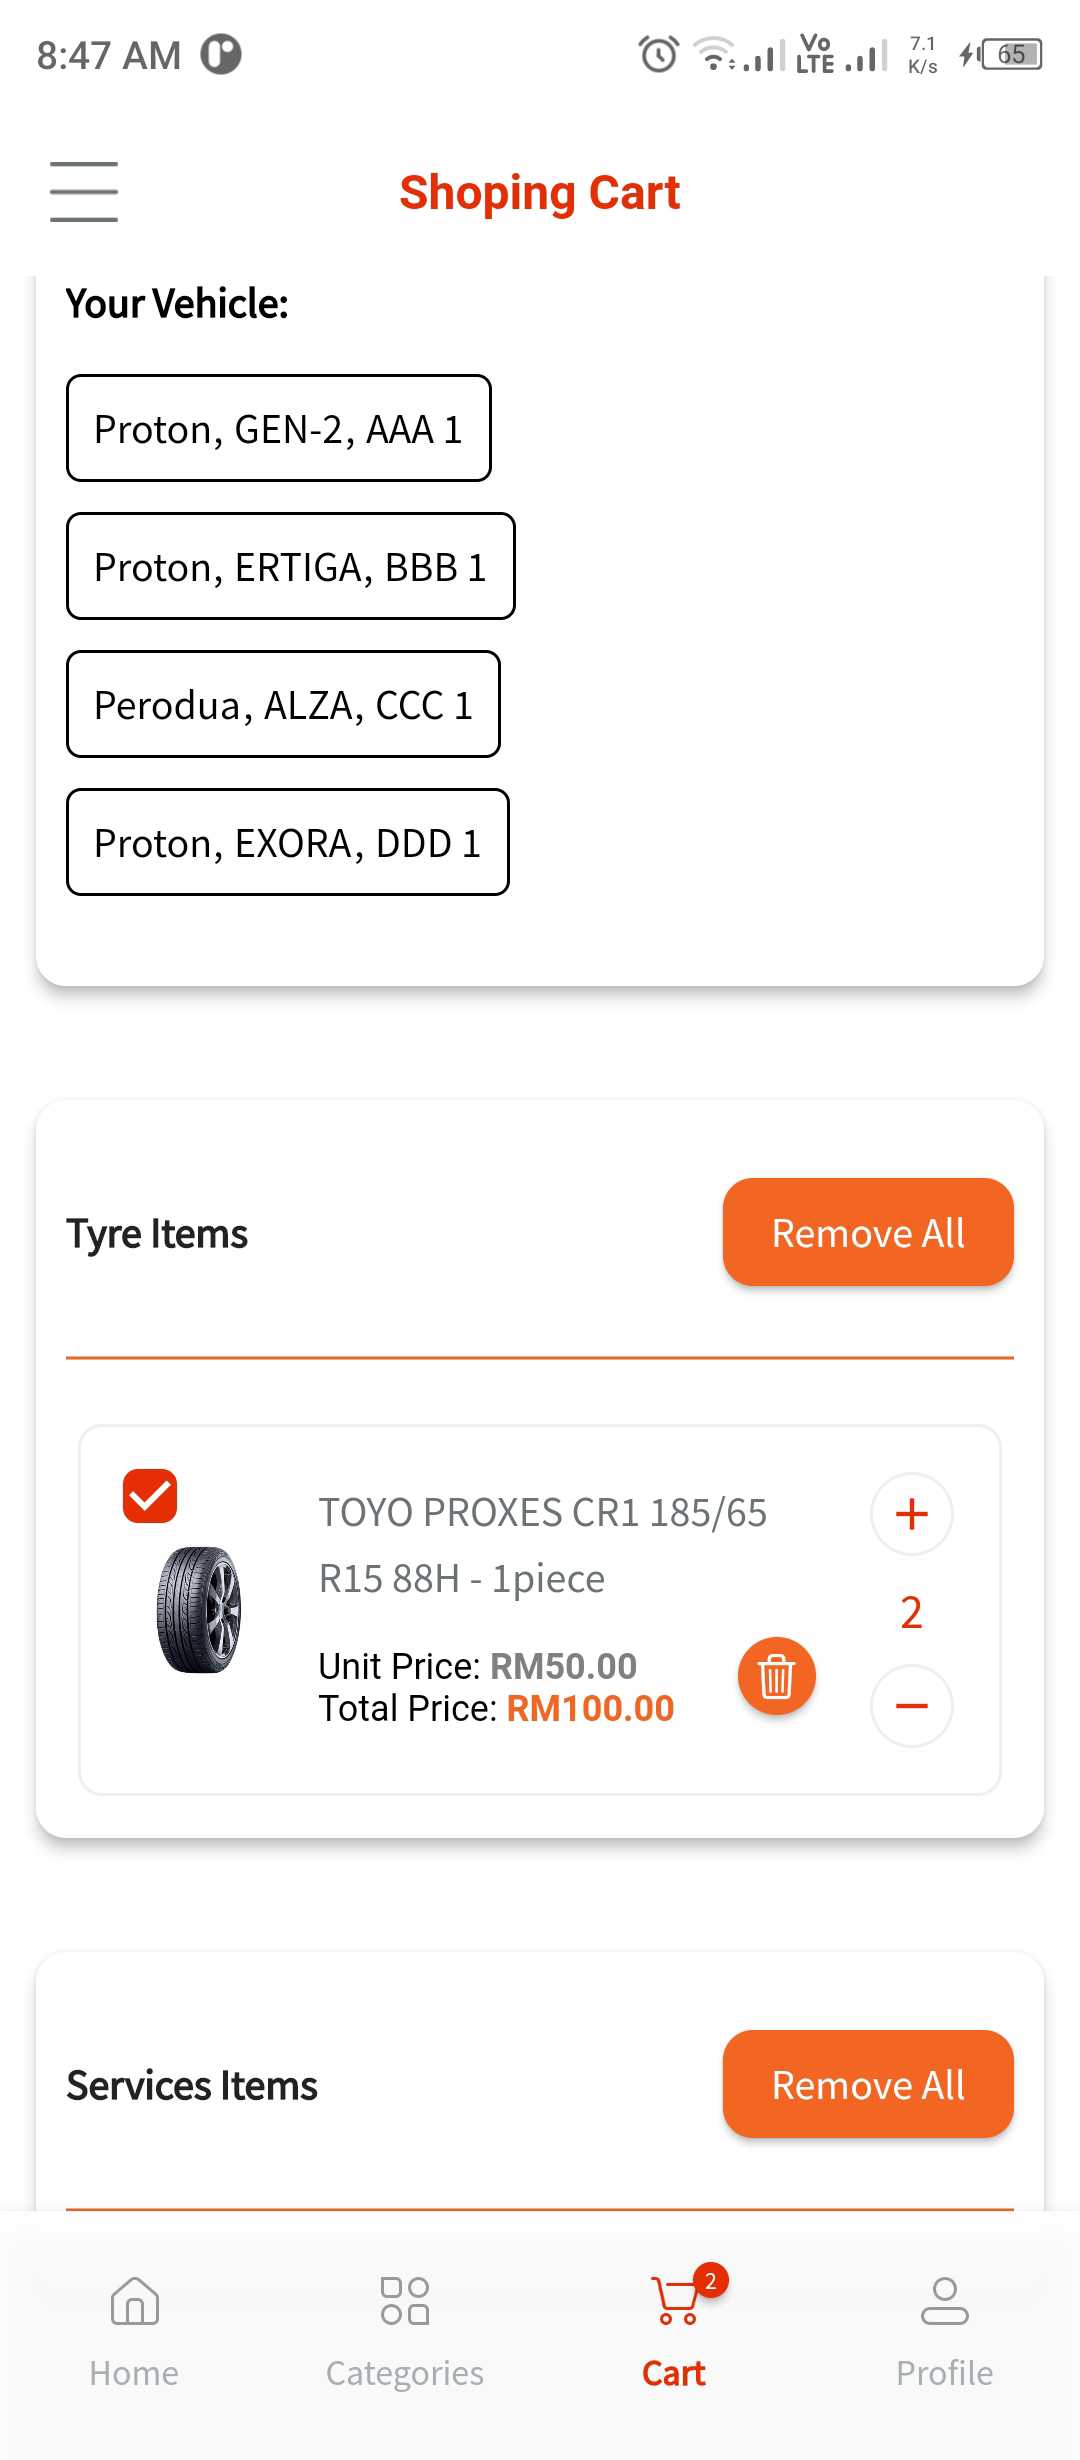 8:47 AM
Vo LTE
7.1 K/s
65
Shoping Cart
Your Vehicle:
Proton, GEN-2, AAA 1
Proton, ERTIGA, BBB 1
Perodua, ALZA, CCC 1
Proton, EXORA, DDD 1
Tyre Items
Remove All
TOYO PROXES CR1 185/65
R15 88H - 1piece
2
Unit Price: RM50.00
Total Price: RM100.00
Services Items
Remove All
2
Home
Categories
Cart
Profile